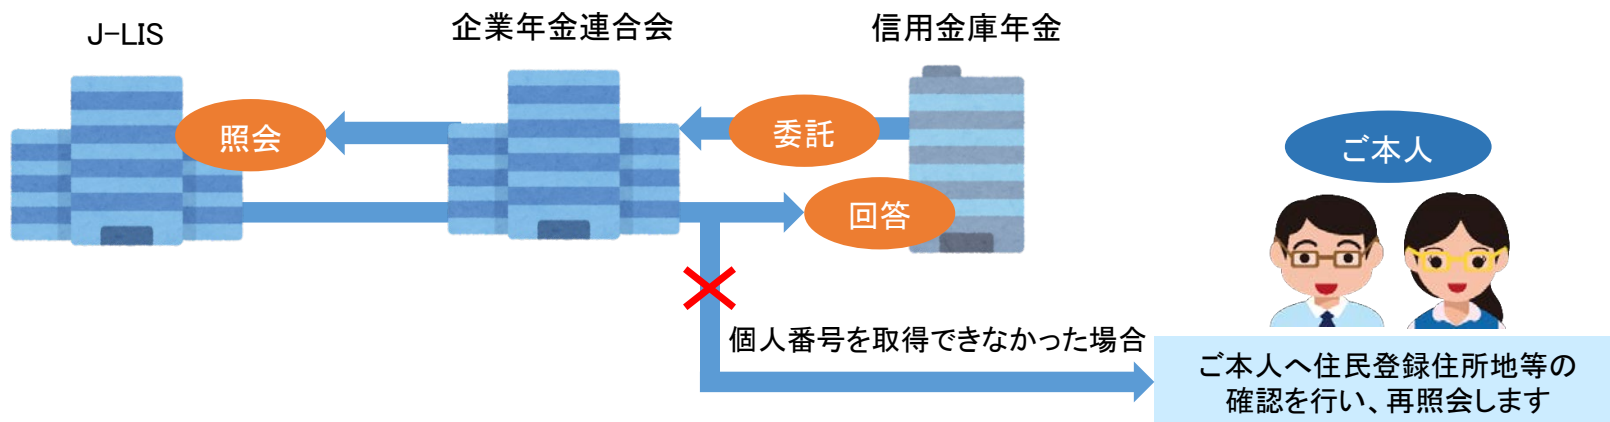 J-LIS
企業年金連合会
信用金庫年金
照会
委託
ご本人
回答
個人番号を取得できなかった場合
ご本人へ住民登録住所地等の
確認を行い、再照会します